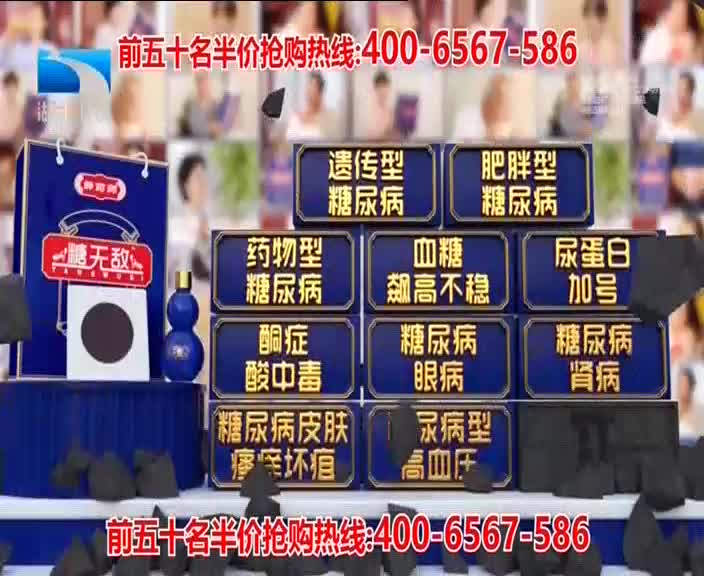 前五十名半价抢购热线:400-6567-586
遗传型
糖尿病
肥胖型
糖尿病
糖无敌
TANGWUDI
药物型
糖尿病
血糖
飙高不稳
尿蛋白
加号
酮症
酸中毒
糖尿病
眼病
糖尿病
肾病
糖尿病皮肤
瘙痒坏疽
尿病型
高血压
前五十名半价抢购热线:400-6567-586